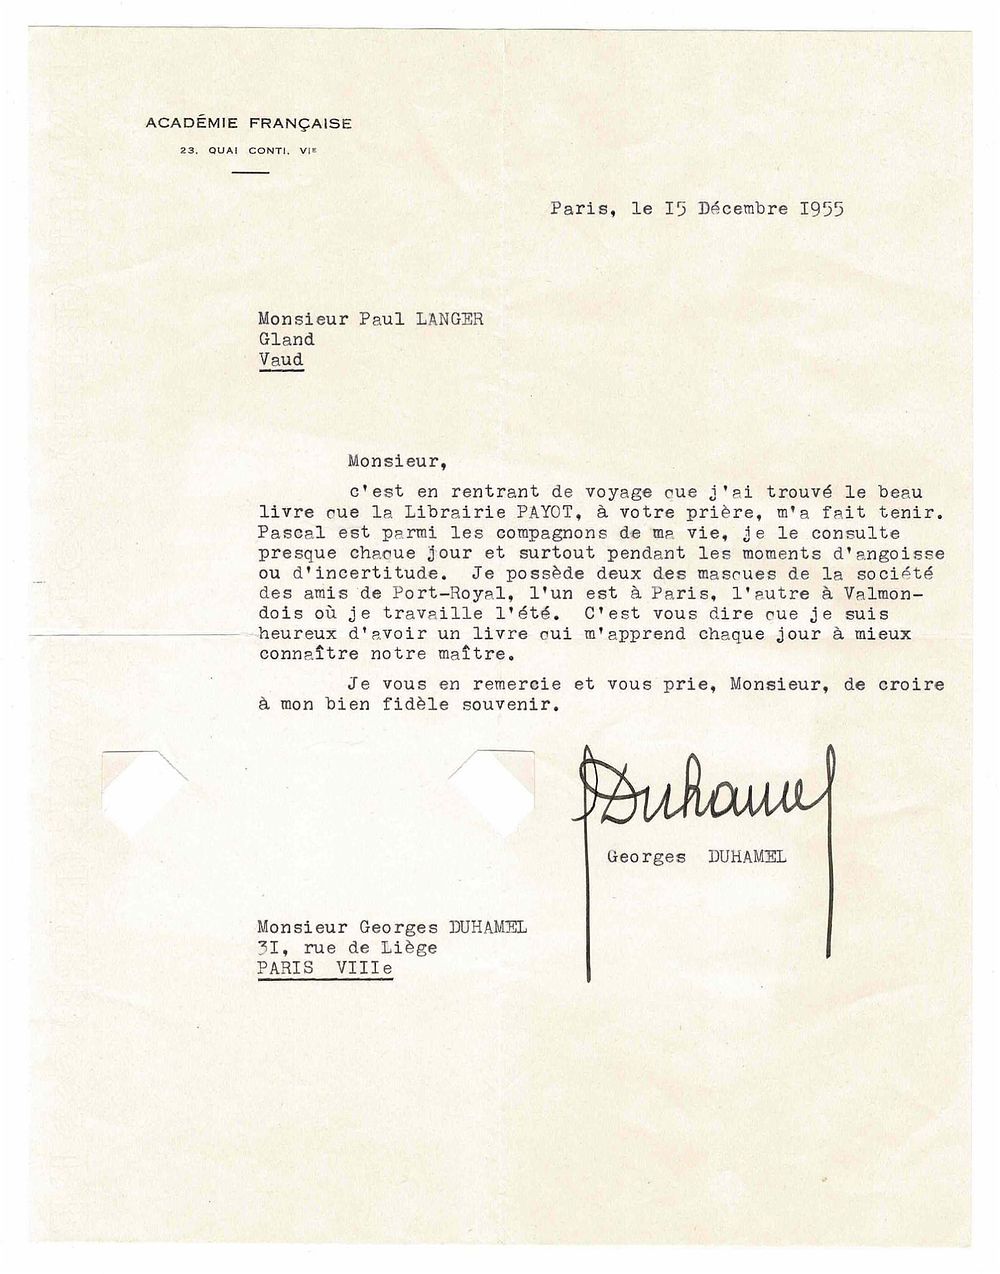 ACADÉMIE FRANÇAISE
23, QUAI CONTI, VIE
Paris, le I5 Décembre I955
Monsieur Paul LANGER
Gland
Vaud
Monsieur,
c'est en rentrant de voyage que j'ai trouvé le beau
livre que la Librairie PAYOT, à votre prière, m'a fait tenir.
Pascal est parmi les compagnons de ma vie, je le consulte
presque chaque jour et surtout pendant les moments d'angoisse
ou d'incertitude. Je possède deux des masques de la société
des amis de Port-Royal, l'un est à Paris, l'autre à Valmon-
dois où je travaille l'été. C'est vous dire que je suis
heureux d'avoir un livre qui m'apprend chaque jour à mieux
connaître notre maître.
Je vous en remercie et vous prie, Monsieur, de croire
à mon bien fidèle souvenir.
Duhamel
Georges DUHAMEL
Monsieur Georges DUHAMEL
3I, rue de Liège
PARIS VIIIe